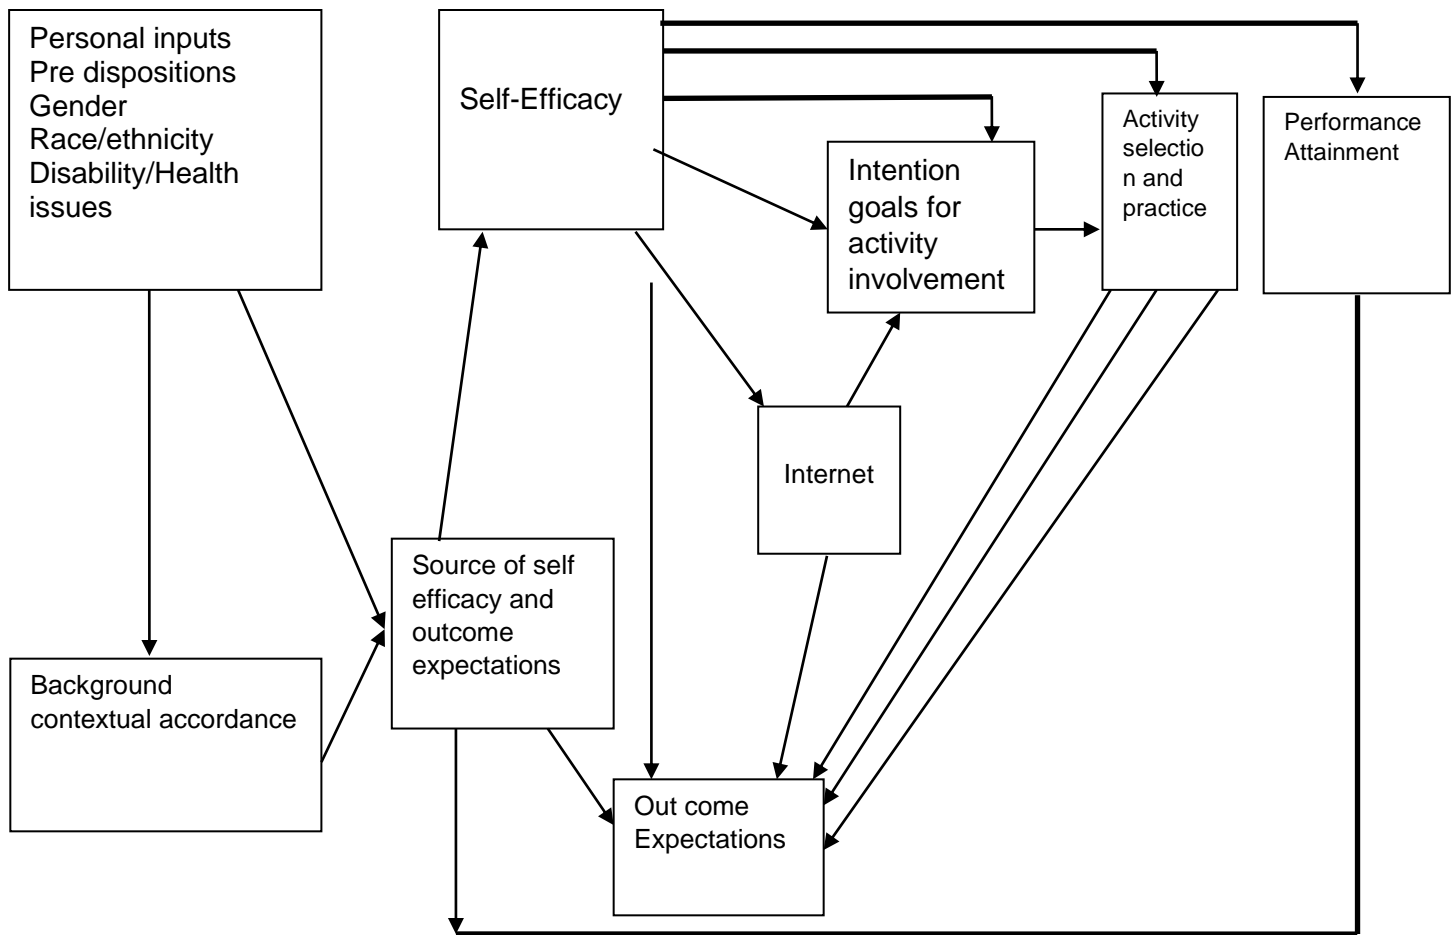 Personal inputs
Pre dispositions
Gender
Race/ethnicity
Disability/Health
issues
Self-Efficacy
Intention
goals for
activity
involvement
Activity
selectio
n and
practice
Performance
Attainment
Internet
Source of self
efficacy and
outcome
expectations
Background
contextual accordance
Out come
Expectations